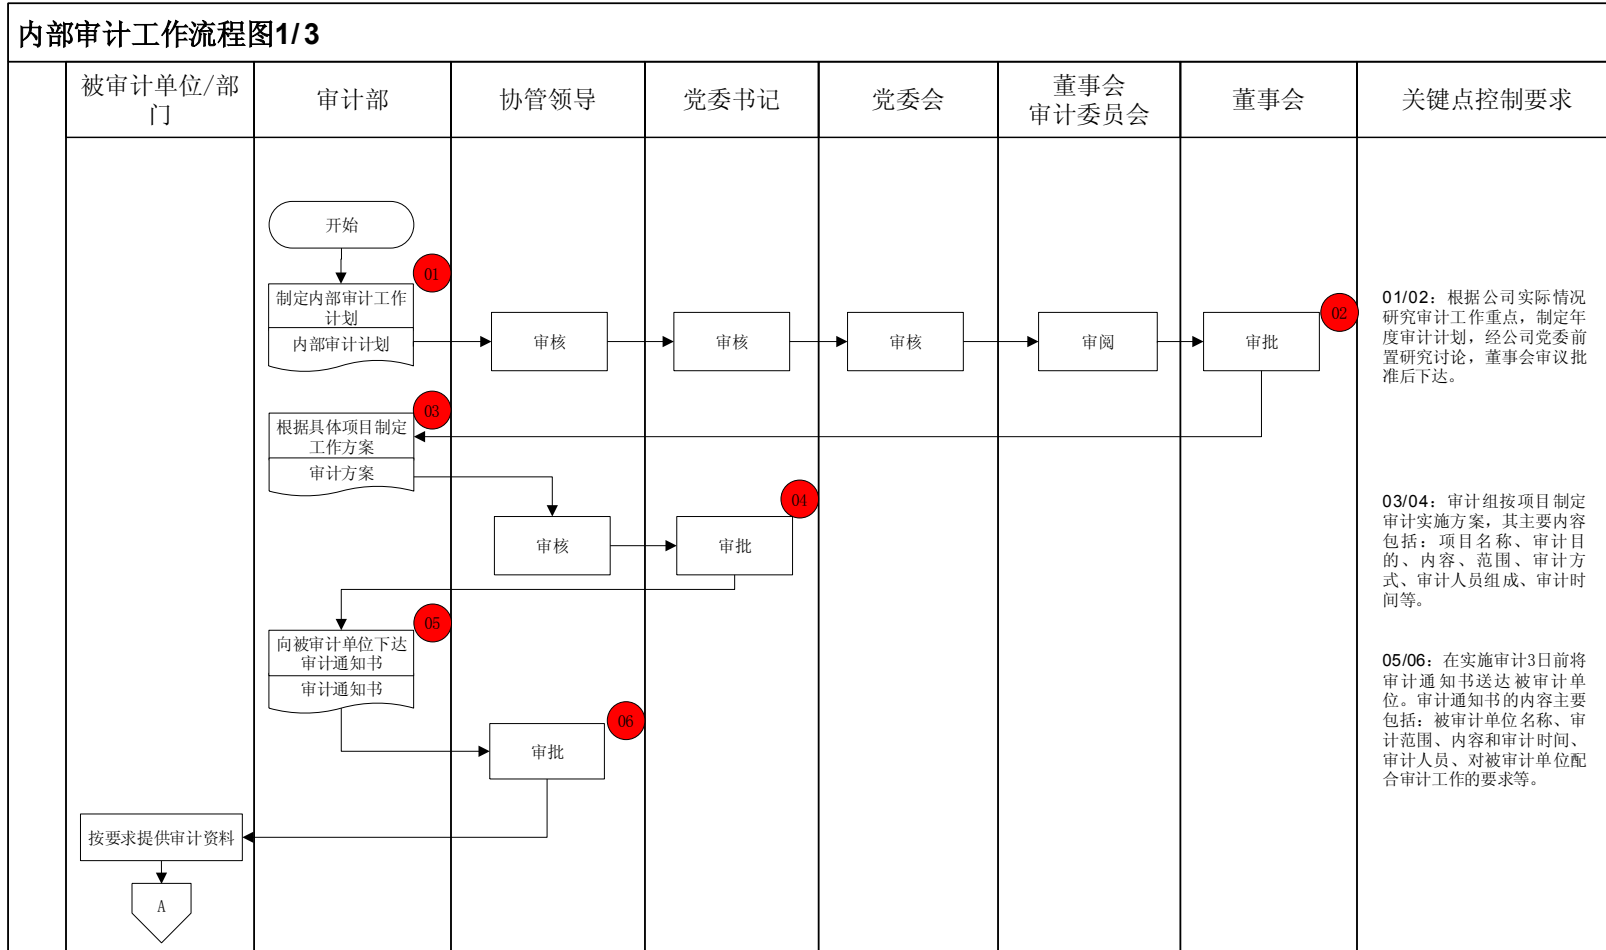 内部审计工作流程图1/3
被审计单位/部
门
审计部
协管领导
党委书记
党委会
董事会
审计委员会
董事会
关键点控制要求
开始
01
制定内部审计工作
计划
内部审计计划
审核
审核
审核
审阅
审批
02
01/02：根据公司实际情况
研究审计工作重点，制定年
度审计计划，经公司党委前
置研究讨论，董事会审议批
准后下达。
03
根据具体项目制定
工作方案
审计方案
审核
审批
04
03/04：审计组按项目制定
审计实施方案，其主要内容
包括：项目名称、审计目
的、内容、范围、审计方
式、审计人员组成、审计时
间等。
05
向被审计单位下达
审计通知书
审计通知书
审批
06
05/06：在实施审计3日前将
审计通知书送达被审计单
位。审计通知书的内容主要
包括：被审计单位名称、审
计范围、内容和审计时间、
审计人员、对被审计单位配
合审计工作的要求等。
按要求提供审计资料
A